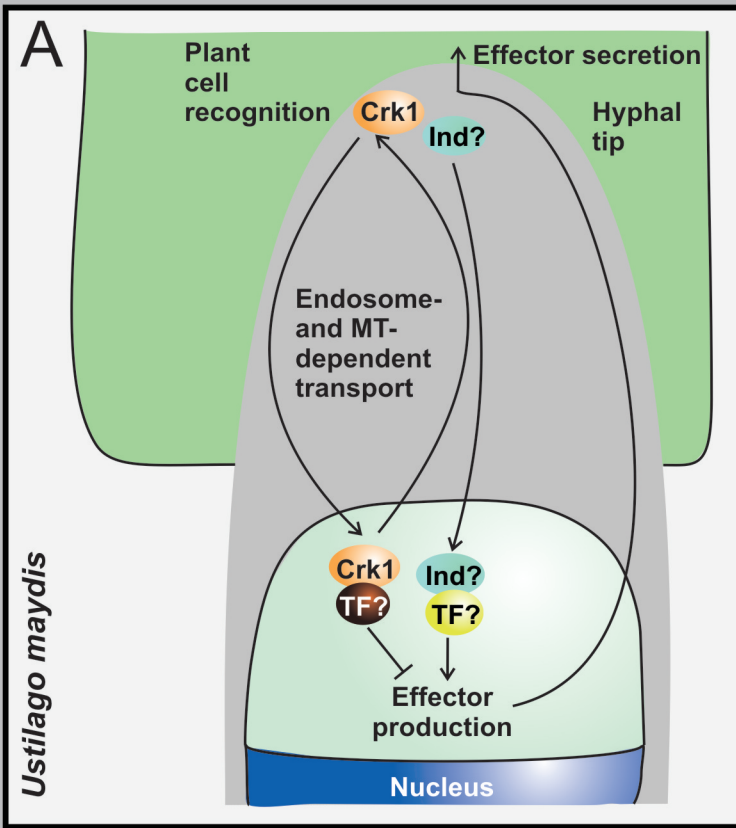 A
Plant
cell
recognition
Effector secretion
Crk1
Ind?
Hyphal
tip
Endosome-
and MT-
dependent
transport
Crk1
TF?
Ind?
TF?
Effector
production
Nucleus
Ustilago maydis